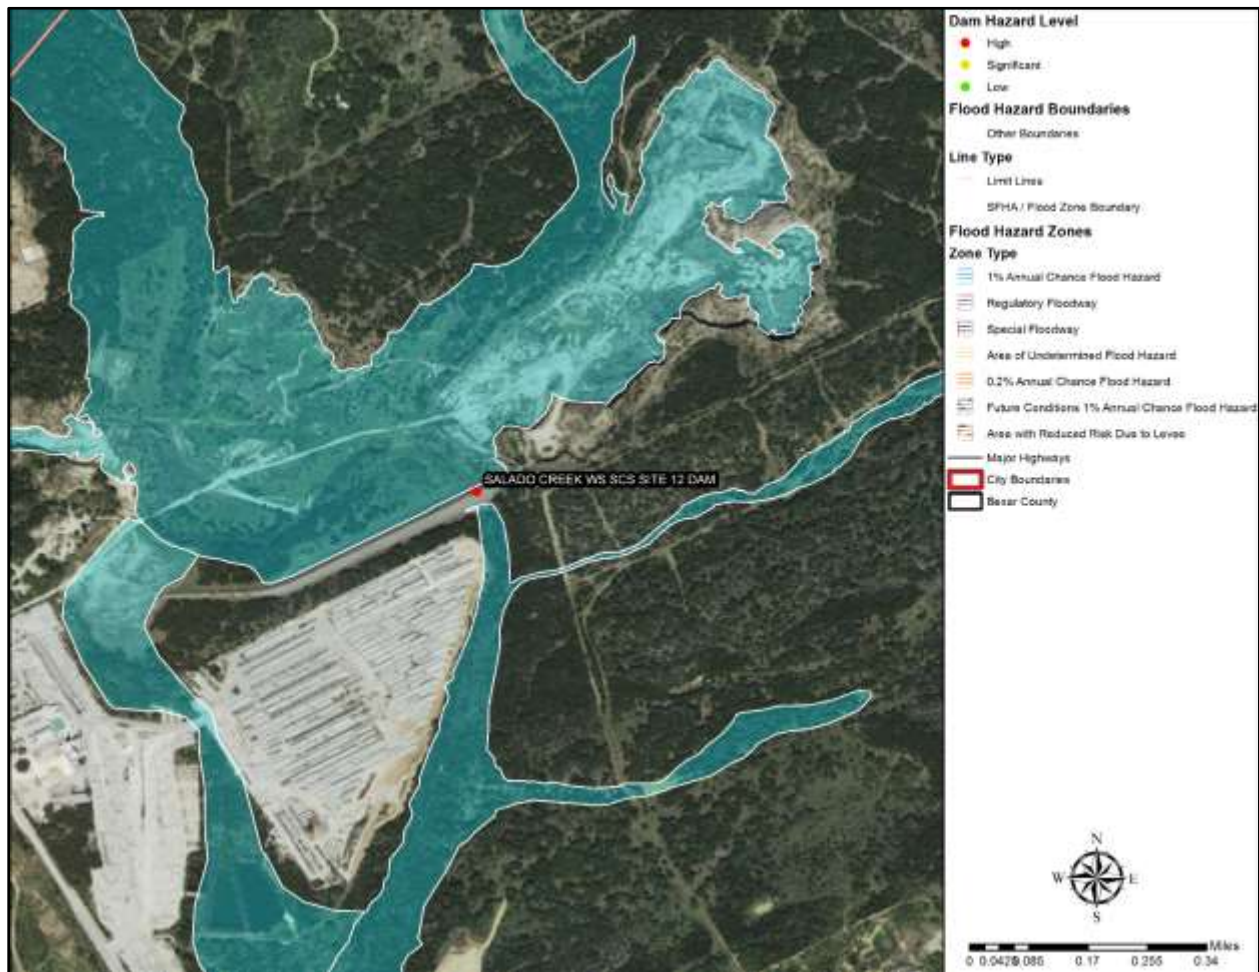 SALADO CREEK WS SCS SITE 12 DAM
Dam Hazard Level
High
Significant
Low
Flood Hazard Boundaries
Other Boundaries
Line Type
Limit Lines
SFHA / Flood Zone Boundary
Flood Hazard Zones
Zone Type
1% Annual Chance Flood Hazard
Regulatory Floodway
Special Floodway
Area of Undetermined Flood Hazard
0.2% Annual Chance Flood Hazard
Future Conditions 1% Annual Chance Flood Hazard
Area with Reduced Risk Due to Levee
Major Highways
City Boundaries
Bexar County
N
W E
S
Miles
0 0.0425 0.085 0.17 0.255 0.34